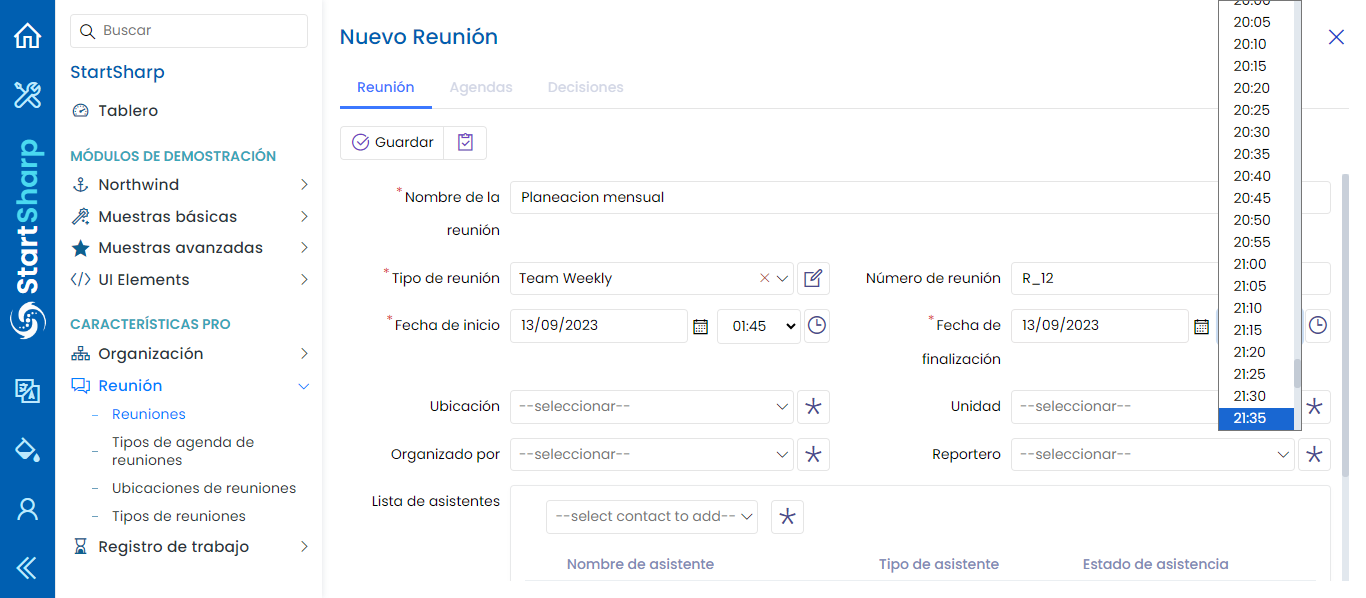 StartSharp
Buscar
StartSharp
Tablero
MÓDULOS DE DEMOSTRACIÓN
Northwind
Muestras básicas
Muestras avanzadas
UI Elements
CARACTERÍSTICAS PRO
Organización
Reunión
Reuniones
Tipos de agenda de
reuniones
Ubicaciones de reuniones
Tipos de reuniones
Registro de trabajo
Nuevo Reunión
Reunión
Agendas
Decisiones
Guardar
*Nombre de la
reunión
Planeacion mensual
*Tipo de reunión
Team Weekly
Número de reunión
R_12
*Fecha de inicio
13/09/2023
01:45
*Fecha de
finalización
13/09/2023
Ubicación
--seleccionar--
Unidad
--seleccionar--
Organizado por
--seleccionar--
Reportero
--seleccionar--
Lista de asistentes
--select contact to add--
Nombre de asistente
Tipo de asistente
Estado de asistencia
20:00
20:05
20:10
20:15
20:20
20:25
20:30
20:35
20:40
20:45
20:50
20:55
21:00
21:05
21:10
21:15
21:20
21:25
21:30
21:35